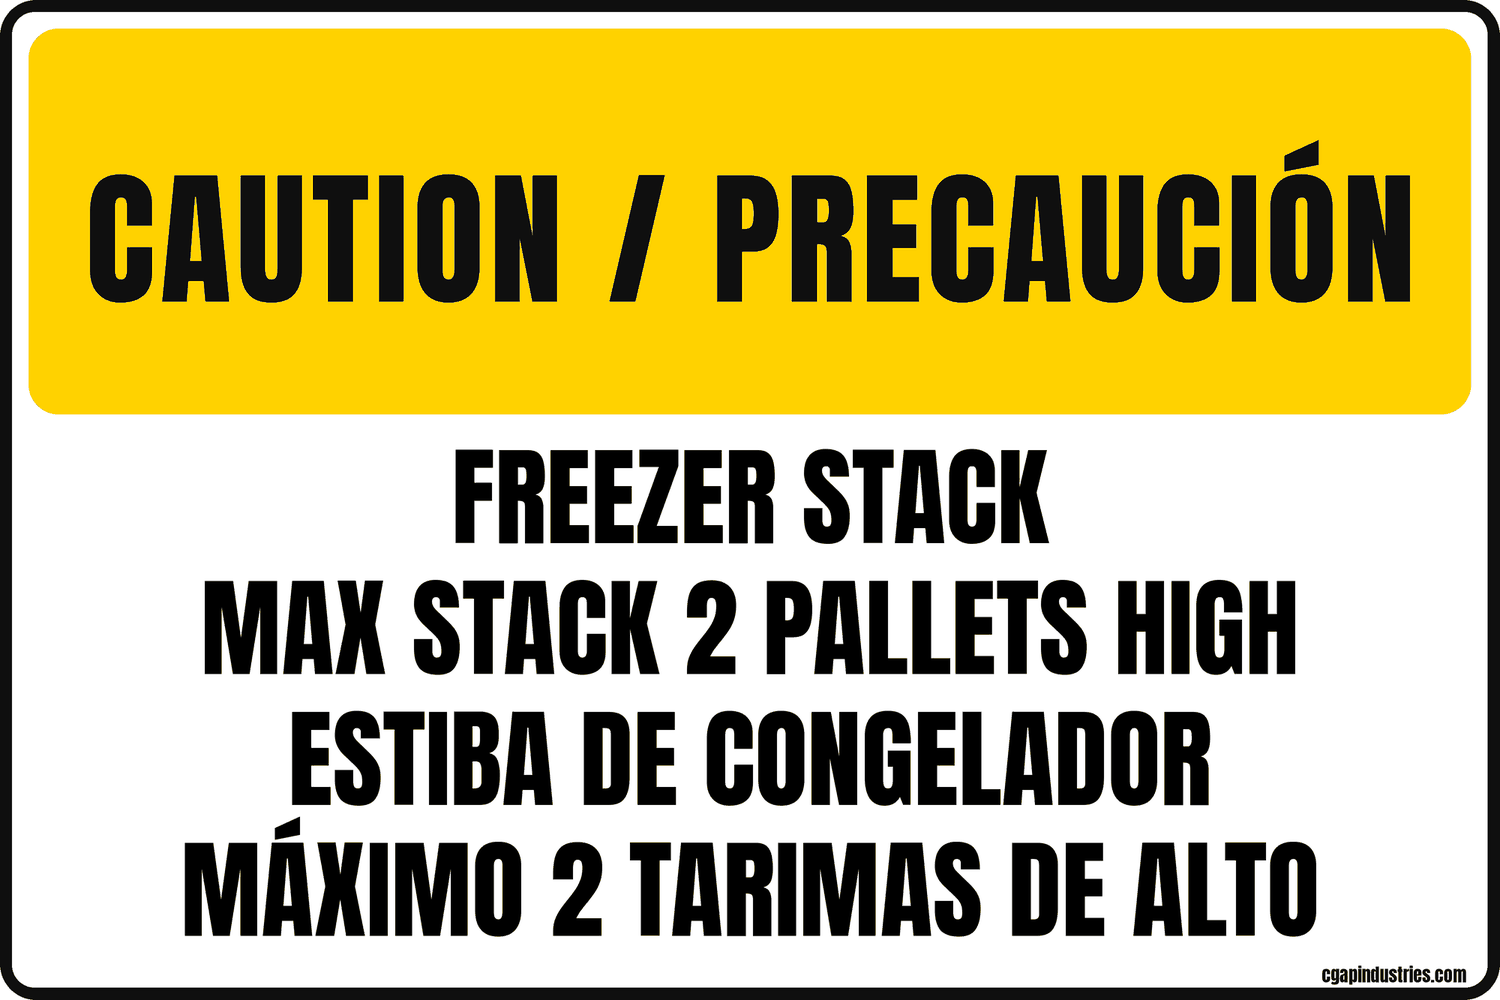 CAUTION / PRECAUCIÓN
FREEZER STACK
MAX STACK 2 PALLETS HIGH
ESTIBA DE CONGELADOR
MÁXIMO 2 TARIMAS DE ALTO
cgapindustries.com